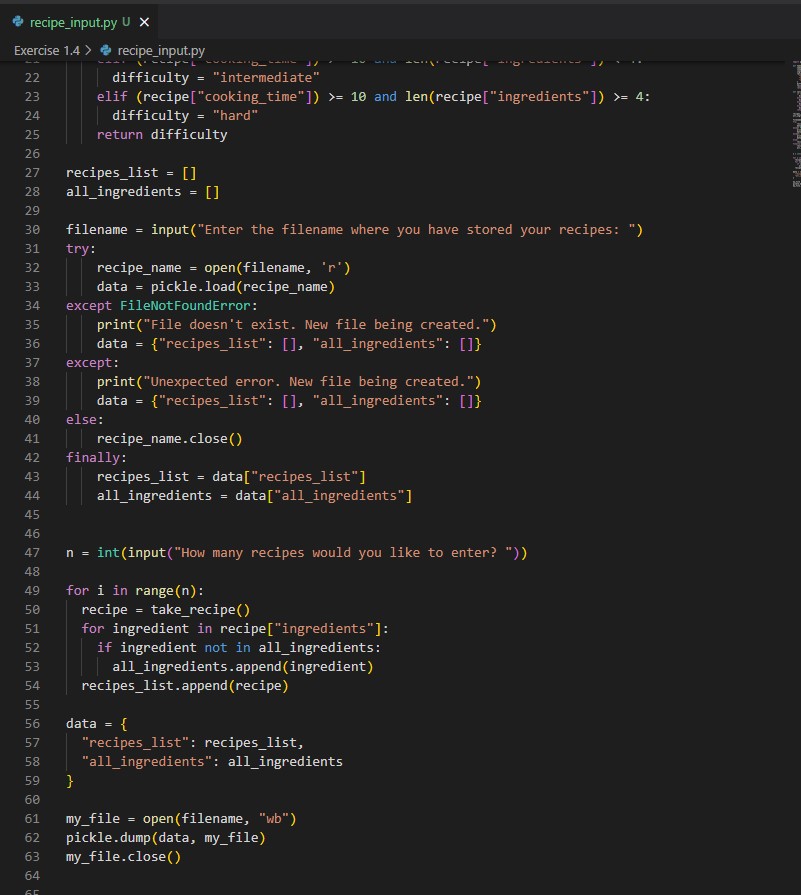 recipe_input.py U ×
Exercise 1.4 > recipe_input.py
22 difficulty = "intermediate"
23 elif (recipe["cooking_time"]) >= 10 and len(recipe["ingredients"]) >= 4:
24 difficulty = "hard"
25 return difficulty
26
27 recipes_list = []
28 all_ingredients = []
29
30 filename = input("Enter the filename where you have stored your recipes: ")
31 try:
32 recipe_name = open(filename, 'r')
33 data = pickle.load(recipe_name)
34 except FileNotFoundError:
35 print("File doesn't exist. New file being created.")
36 data = {"recipes_list": [], "all_ingredients": []}
37 except:
38 print("Unexpected error. New file being created.")
39 data = {"recipes_list": [], "all_ingredients": []}
40 else:
41 recipe_name.close()
42 finally:
43 recipes_list = data["recipes_list"]
44 all_ingredients = data["all_ingredients"]
45
46
47 n = int(input("How many recipes would you like to enter? "))
48
49 for i in range(n):
50 recipe = take_recipe()
51 for ingredient in recipe["ingredients"]:
52 if ingredient not in all_ingredients:
53 all_ingredients.append(ingredient)
54 recipes_list.append(recipe)
55
56 data = {
57 "recipes_list": recipes_list,
58 "all_ingredients": all_ingredients
59 }
60
61 my_file = open(filename, "wb")
62 pickle.dump(data, my_file)
63 my_file.close()
64